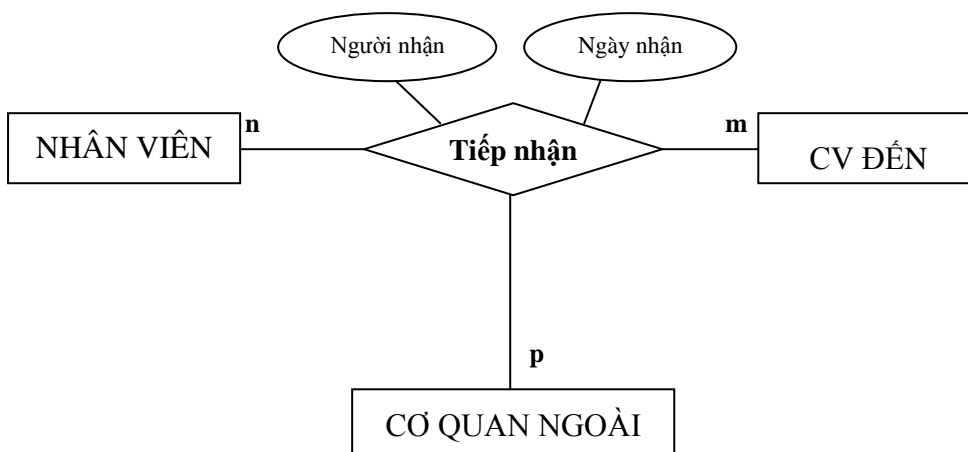 Người nhận
Ngày nhận
n
m
NHÂN VIÊN
Tiếp nhận
CV ĐẾN
p
CƠ QUAN NGOÀI